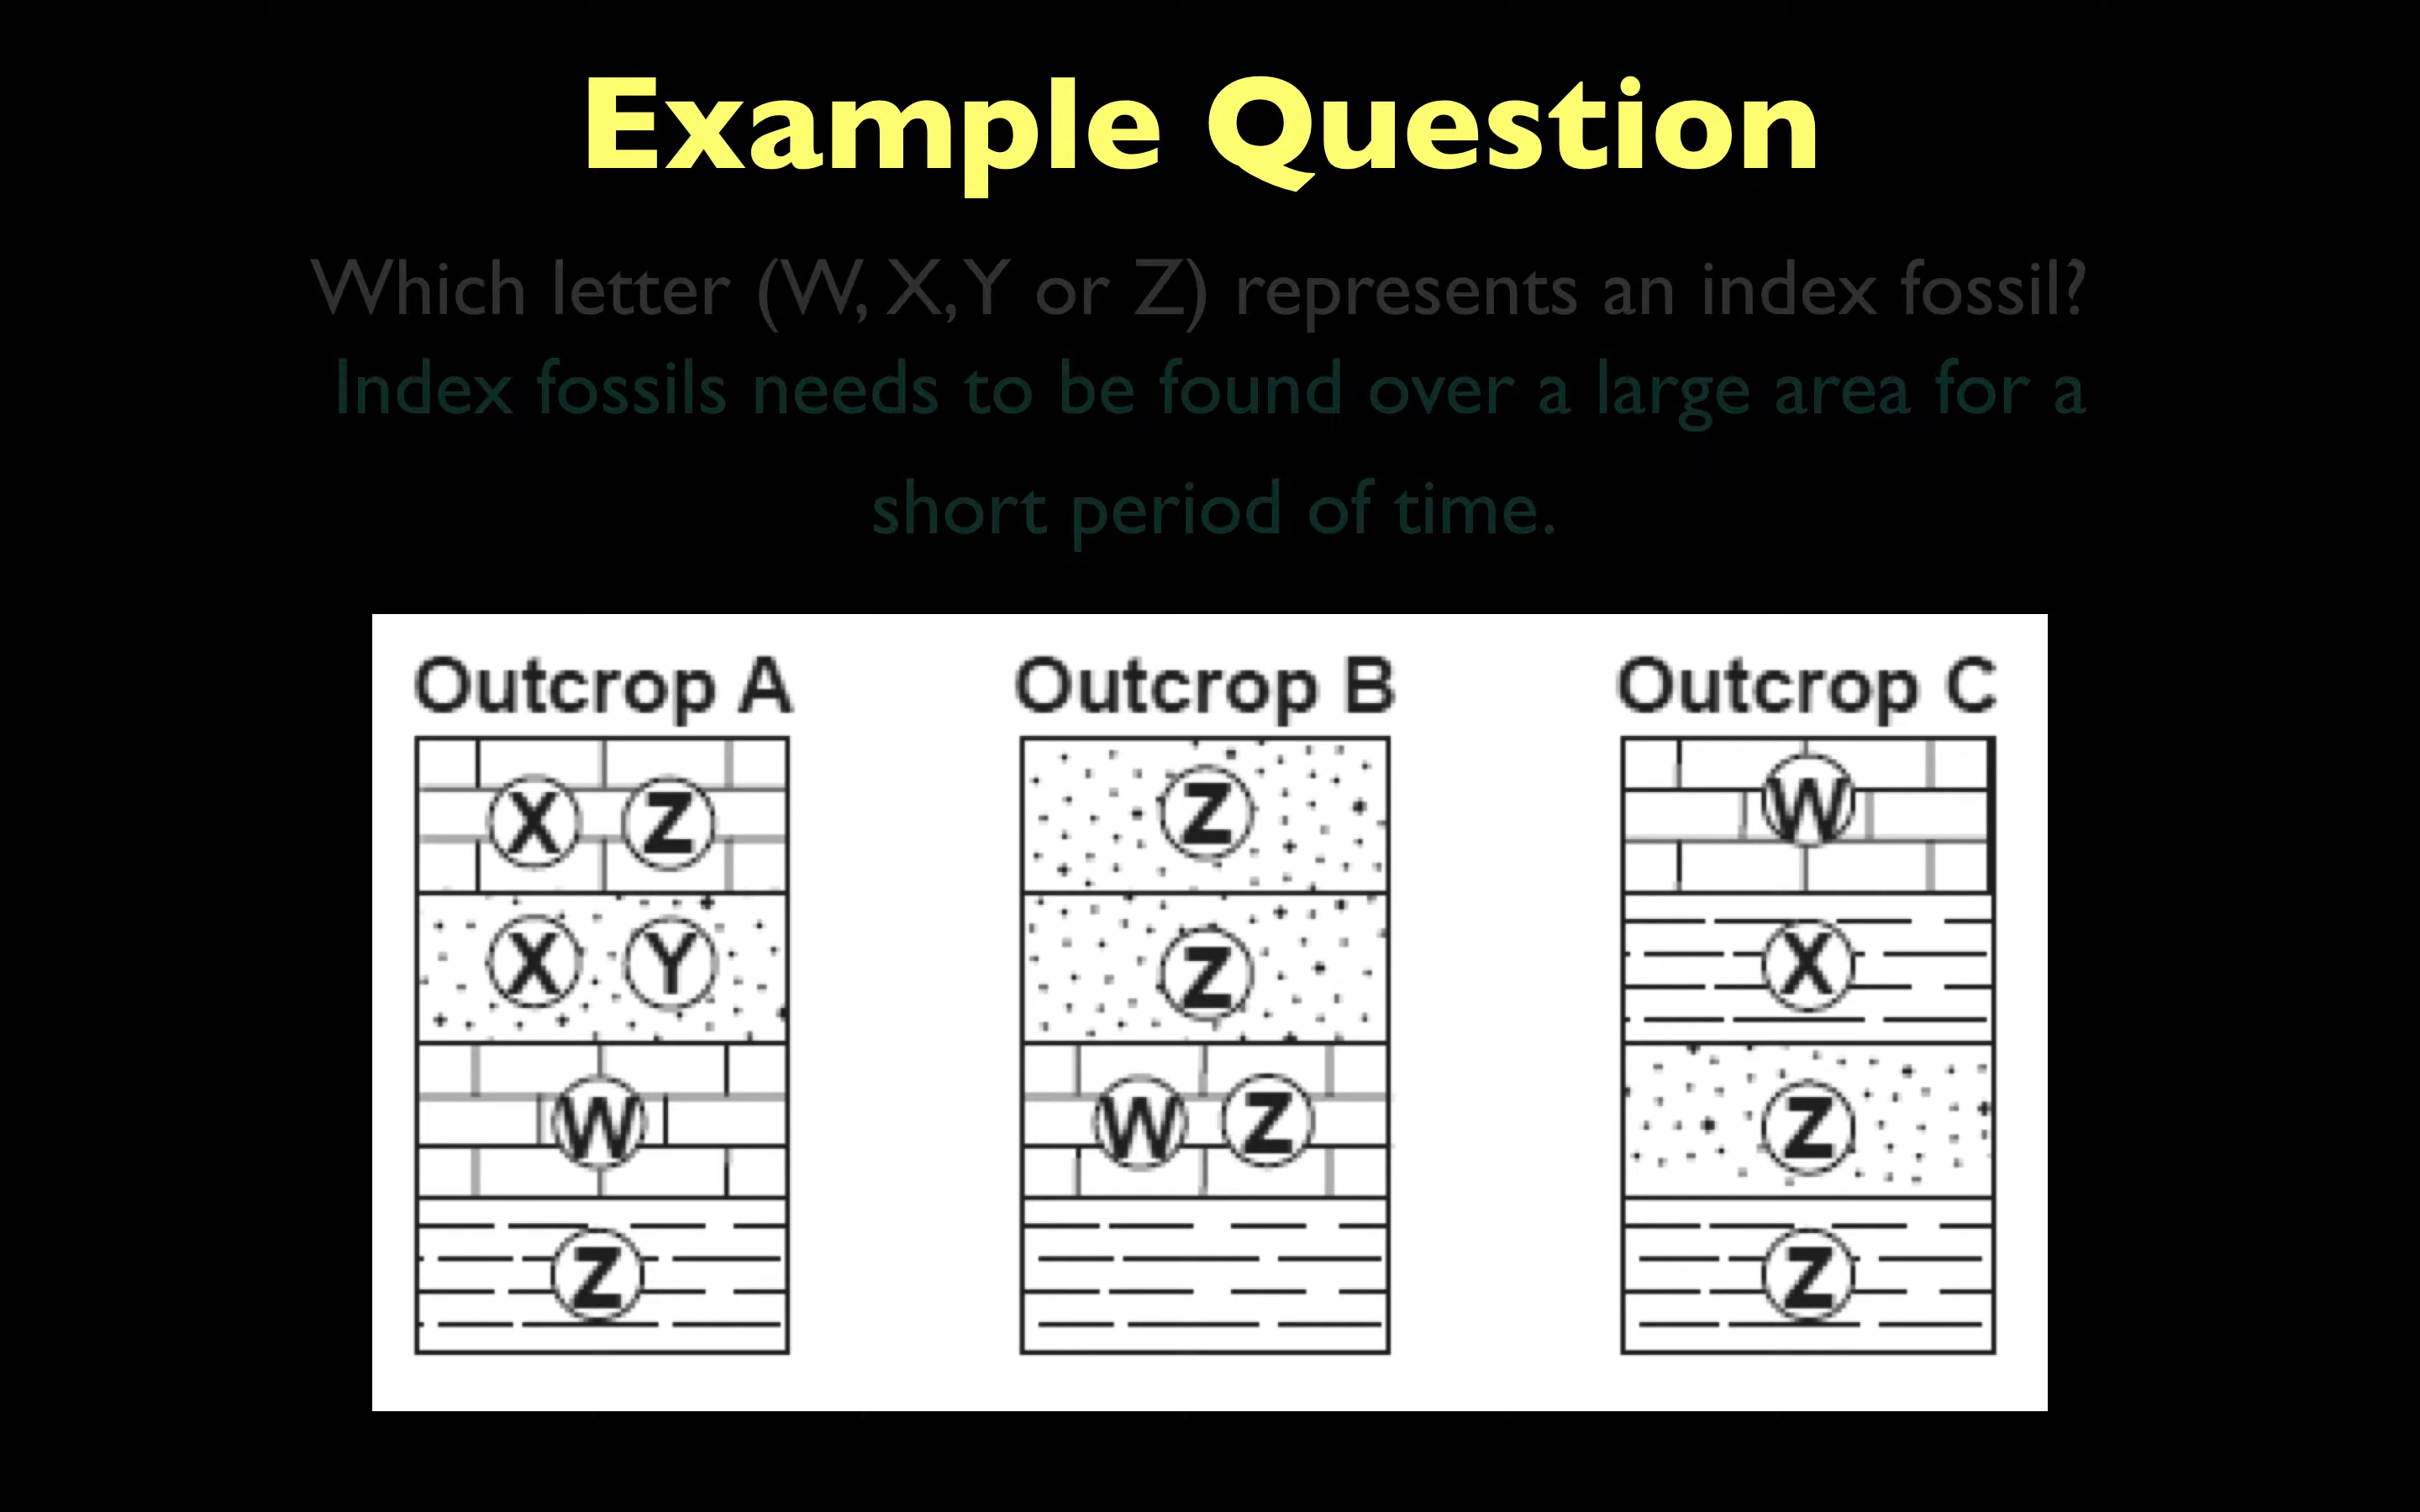 Example Question
Which letter (W, X, Y or Z) represents an index fossil?
Index fossils needs to be found over a large area for a
short period of time.
Outcrop A Outcrop B Outcrop C
X Z Z W
X Y Z X
W W Z Z
Z Z